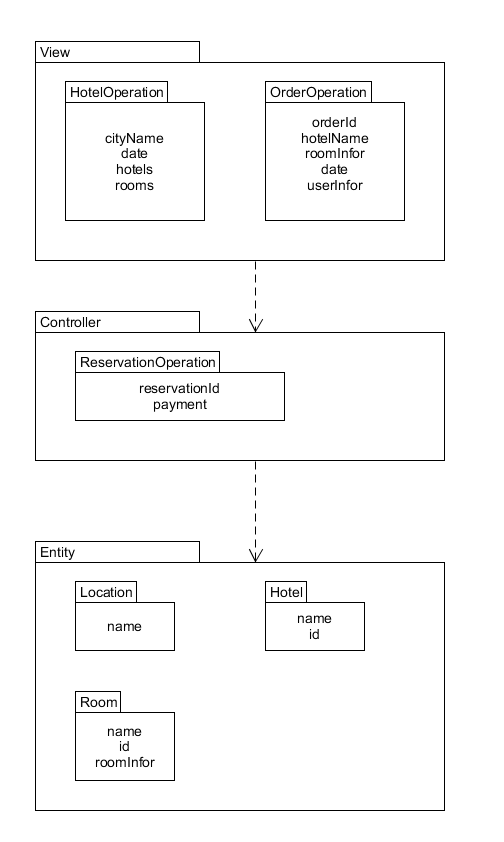 View
HotelOperation
cityName
date
hotels
rooms
OrderOperation
orderId
hotelName
roomInfor
date
userInfor
Controller
ReservationOperation
reservationId
payment
Entity
Location
name
Hotel
name
id
Room
name
id
roomInfor